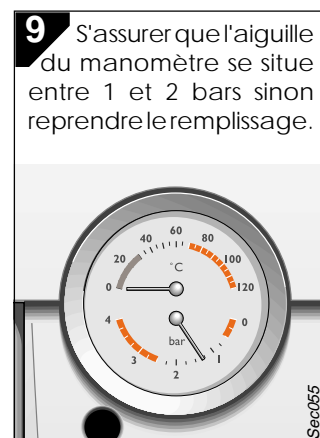 9 S'assurer que l'aiguille
du manomètre se situe
entre 1 et 2 bars sinon
reprendre le remplissage.
0 20 40 60 80 100 120
°C
4 3 2 1 0
bar
Sec055